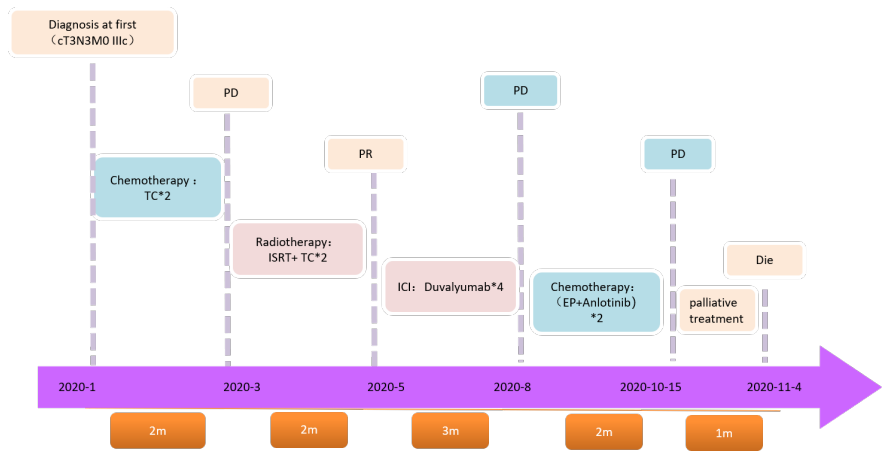 Diagnosis at first
（cT3N3M0 IIIc）
PD
PR
PD
PD
Die
Chemotherapy：
TC*2
Radiotherapy：
ISRT+ TC*2
ICI： Duvalyumab*4
Chemotherapy：
（EP+Anlotinib)
*2
palliative
treatment
2020-1
2020-3
2020-5
2020-8
2020-10-15
2020-11-4
2m
2m
3m
2m
1m